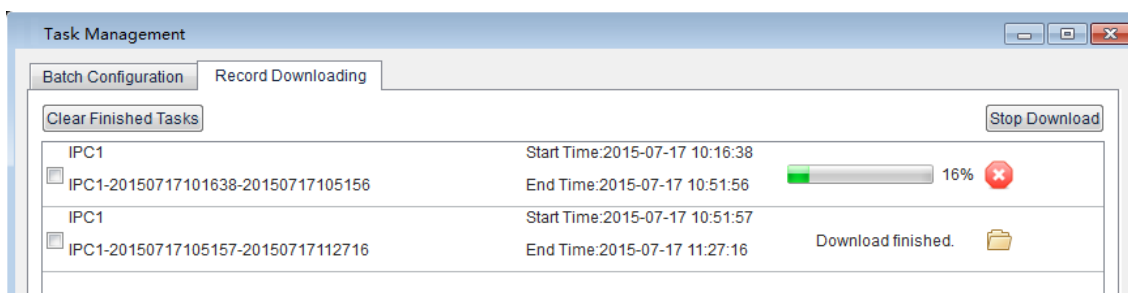 Task Management
Batch Configuration Record Downloading
Clear Finished Tasks Stop Download
IPC1 Start Time:2015-07-17 10:16:38
IPC1-20150717101638-20150717105156 End Time:2015-07-17 10:51:56 16%
IPC1 Start Time:2015-07-17 10:51:57
IPC1-20150717105157-20150717112716 End Time:2015-07-17 11:27:16 Download finished.